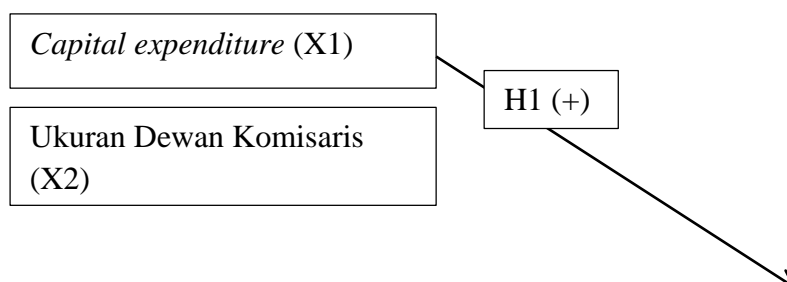 Capital expenditure (X1)
H1 (+)
Ukuran Dewan Komisaris
(X2)